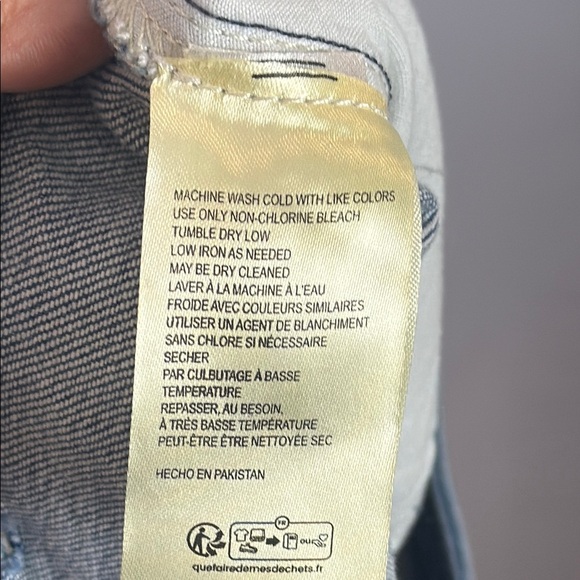 MACHINE WASH COLD WITH LIKE COLORS
USE ONLY NON-CHLORINE BLEACH
TUMBLE DRY LOW
LOW IRON AS NEEDED
MAY BE DRY CLEANED
LAVER À LA MACHINE À L'EAU
FROIDE AVEC COULEURS SIMILAIRES
UTILISER UN AGENT DE BLANCHIMENT
SANS CHLORE SI NÉCESSAIRE
SECHER
PAR CULBUTAGE À BASSE
TEMPERATURE
REPASSER, AU BESOIN,
À TRÈS BASSE TEMPÉRATURE
PEUT-ÊTRE ÊTRE NETTOYÉE SEC
HECHO EN PAKISTAN
FR
OU
quefairedemesdechets.fr